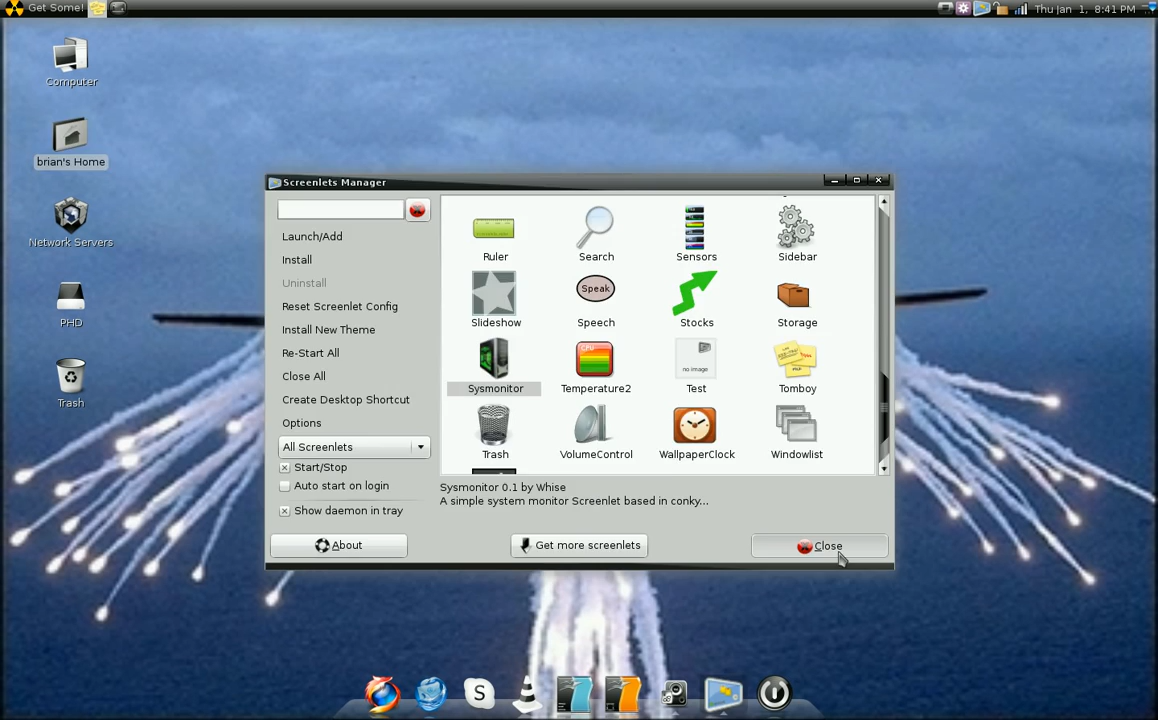 Get Some!
Thu Jan 1, 8:41 PM
Computer
brian's Home
Network Servers
PHD
Trash
Screenlets Manager
Launch/Add
Install
Uninstall
Reset Screenlet Config
Install New Theme
Re-Start All
Close All
Create Desktop Shortcut
Options
All Screenlets
Start/Stop
Auto start on login
Show daemon in tray
Ruler
Search
Sensors
Sidebar
Speak
Slideshow
Speech
Stocks
Storage
CPU
no image
Sysmonitor
Temperature2
Test
Tomboy
Trash
VolumeControl
WallpaperClock
Windowlist
Sysmonitor 0.1 by Whise
A simple system monitor Screenlet based in conky...
About
Get more screenlets
Close
S